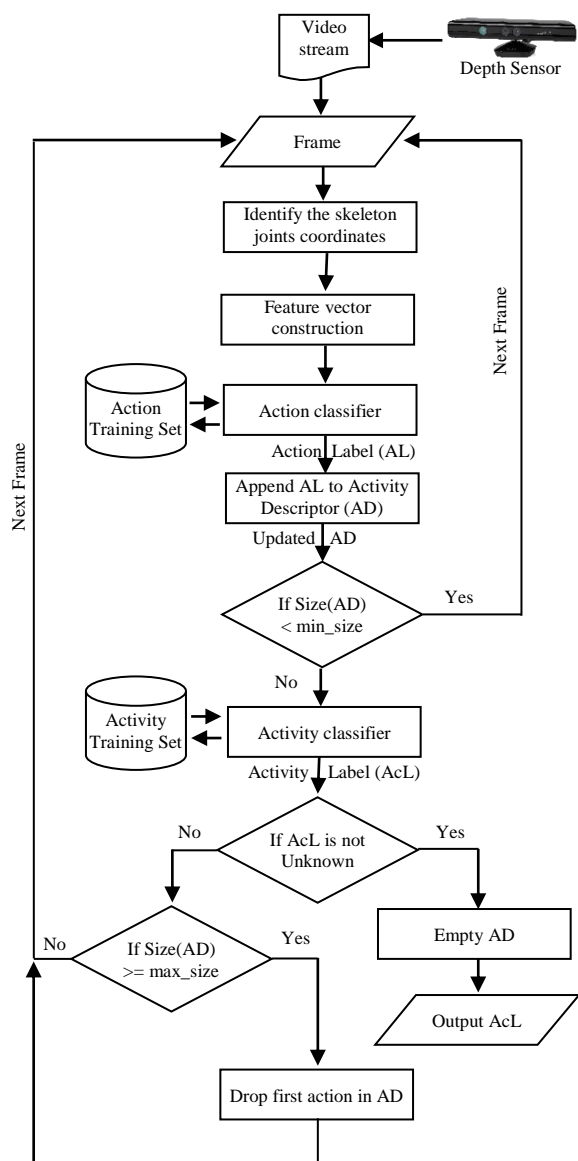 Video
stream
Depth Sensor
Frame
Identify the skeleton
joints coordinates
Feature vector
construction
Next Frame
Action
Training Set
Action classifier
Action Label (AL)
Next Frame
Append AL to Activity
Descriptor (AD)
Updated AD
If Size(AD)
< min_size
Yes
No
Activity
Training Set
Activity classifier
Activity Label (AcL)
No
If AcL is not
Unknown
Yes
No
If Size(AD)
>= max_size
Yes
Empty AD
Output AcL
Drop first action in AD